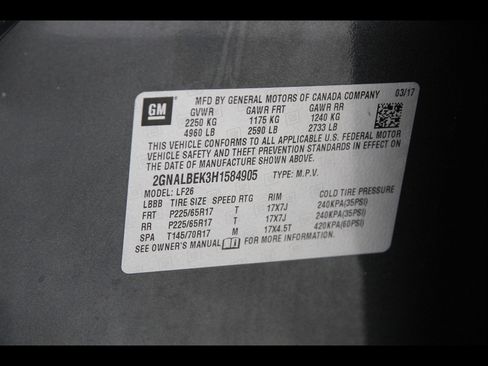 GM
MFD BY GENERAL MOTORS OF CANADA COMPANY 03/17
GVWR GAWR FRT GAWR RR
2250 KG 1175 KG 1240 KG
4960 LB 2590 LB 2733 LB
THIS VEHICLE CONFORMS TO ALL APPLICABLE U.S. FEDERAL MOTOR
VEHICLE SAFETY BUMPER, AND THEFT PREVENTION STANDARDS IN EFFECT ON
THE DATE OF MANUFACTURE SHOWN ABOVE.
2GNALBEK3H1584905 TYPE: M.P.V.
MODEL: LF26
LBBB TIRE SIZE SPEED RTG RIM COLD TIRE PRESSURE
FRT P225/65R17 T 17X7J 240KPA(35PSI)
RR P225/65R17 T 17X7J 240KPA(35PSI)
SPA T145/70R17 M 17X4.5T 420KPA(60PSI)
SEE OWNER'S MANUAL FOR MORE INFORMATION.